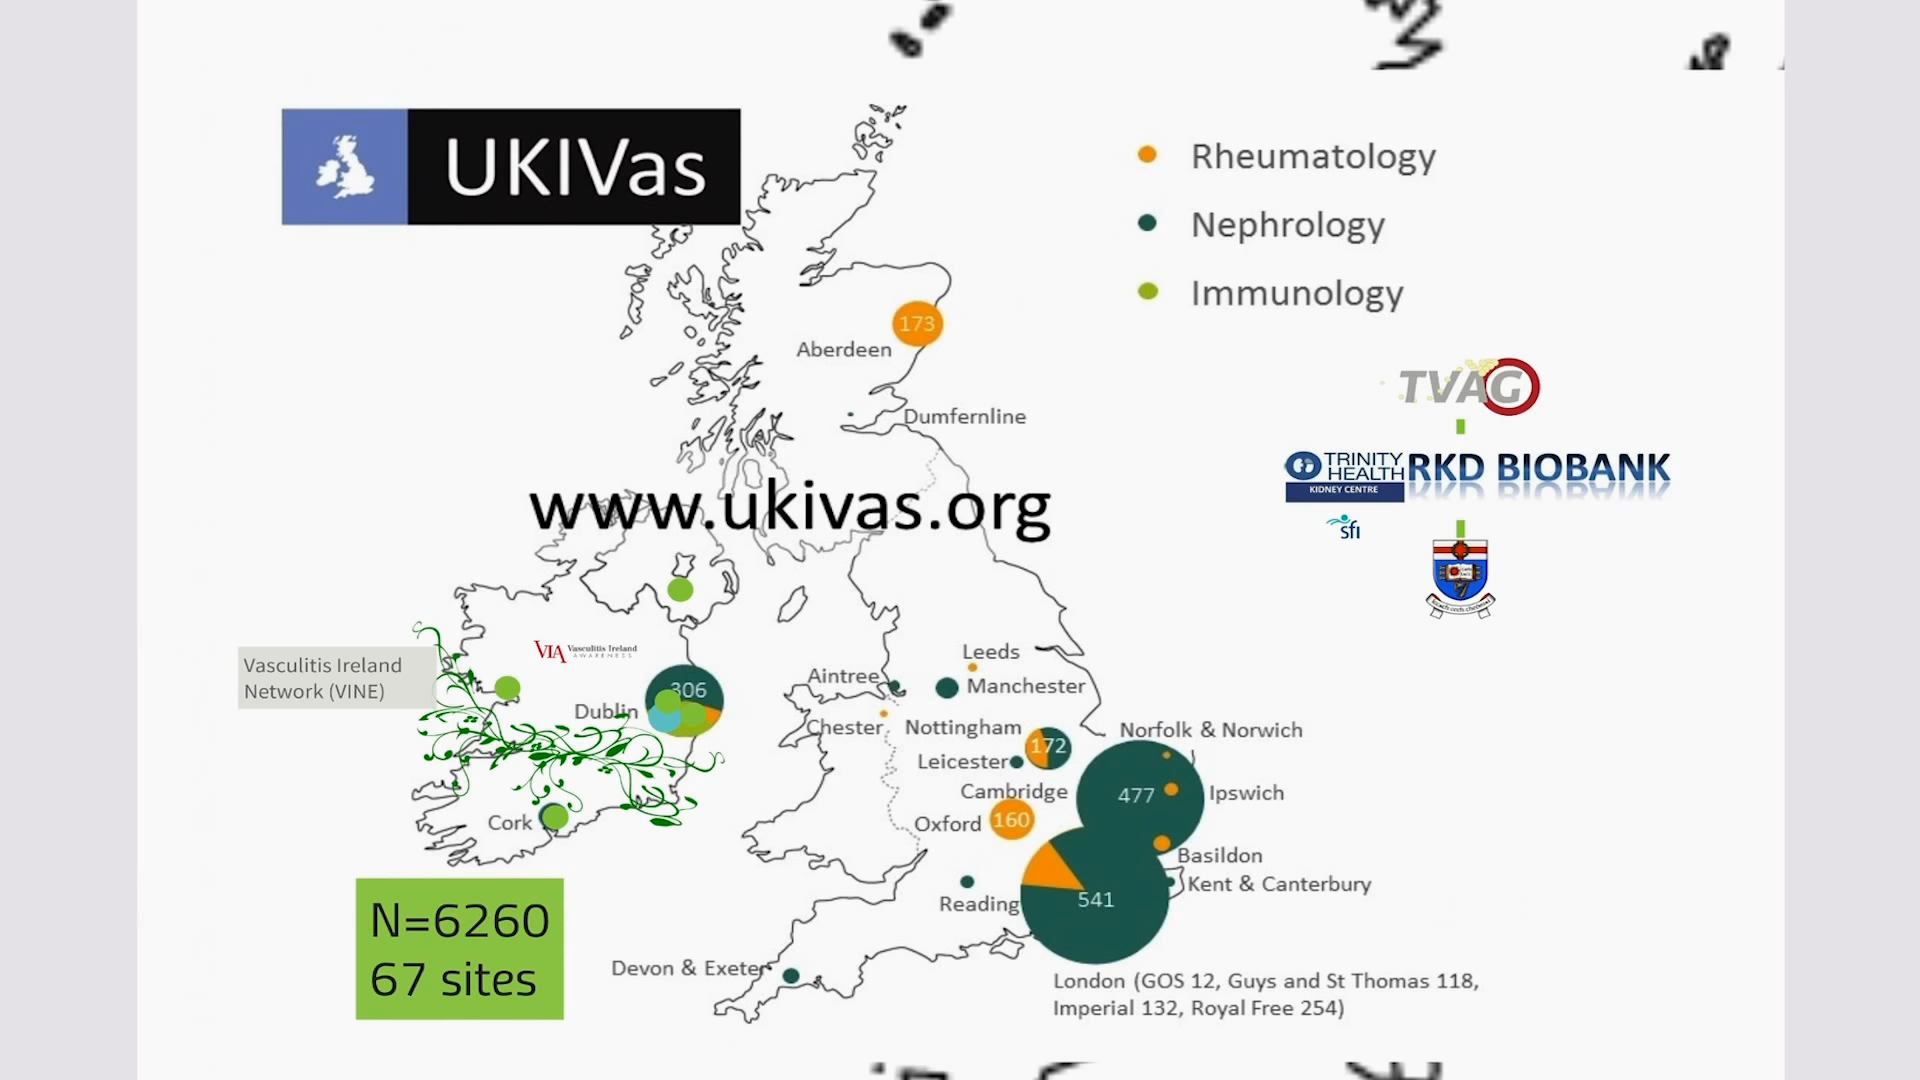 UKIVas
Rheumatology
Nephrology
Immunology
173
Aberdeen
Dumfernline
TVAG
TRINITY
HEALTH
KIDNEY CENTRE
RKD BIOBANK
sfi
www.ukivas.org
VIA Vasculitis Ireland
AWARENESS
Vasculitis Ireland
Network (VINE)
306
Dublin
Cork
Leeds
Aintree
Manchester
Chester
Nottingham
172
Leicester
Norfolk & Norwich
477
Ipswich
Cambridge
160
Oxford
Basildon
Kent & Canterbury
541
Reading
Devon & Exeter
London (GOS 12, Guys and St Thomas 118,
Imperial 132, Royal Free 254)
N=6260
67 sites